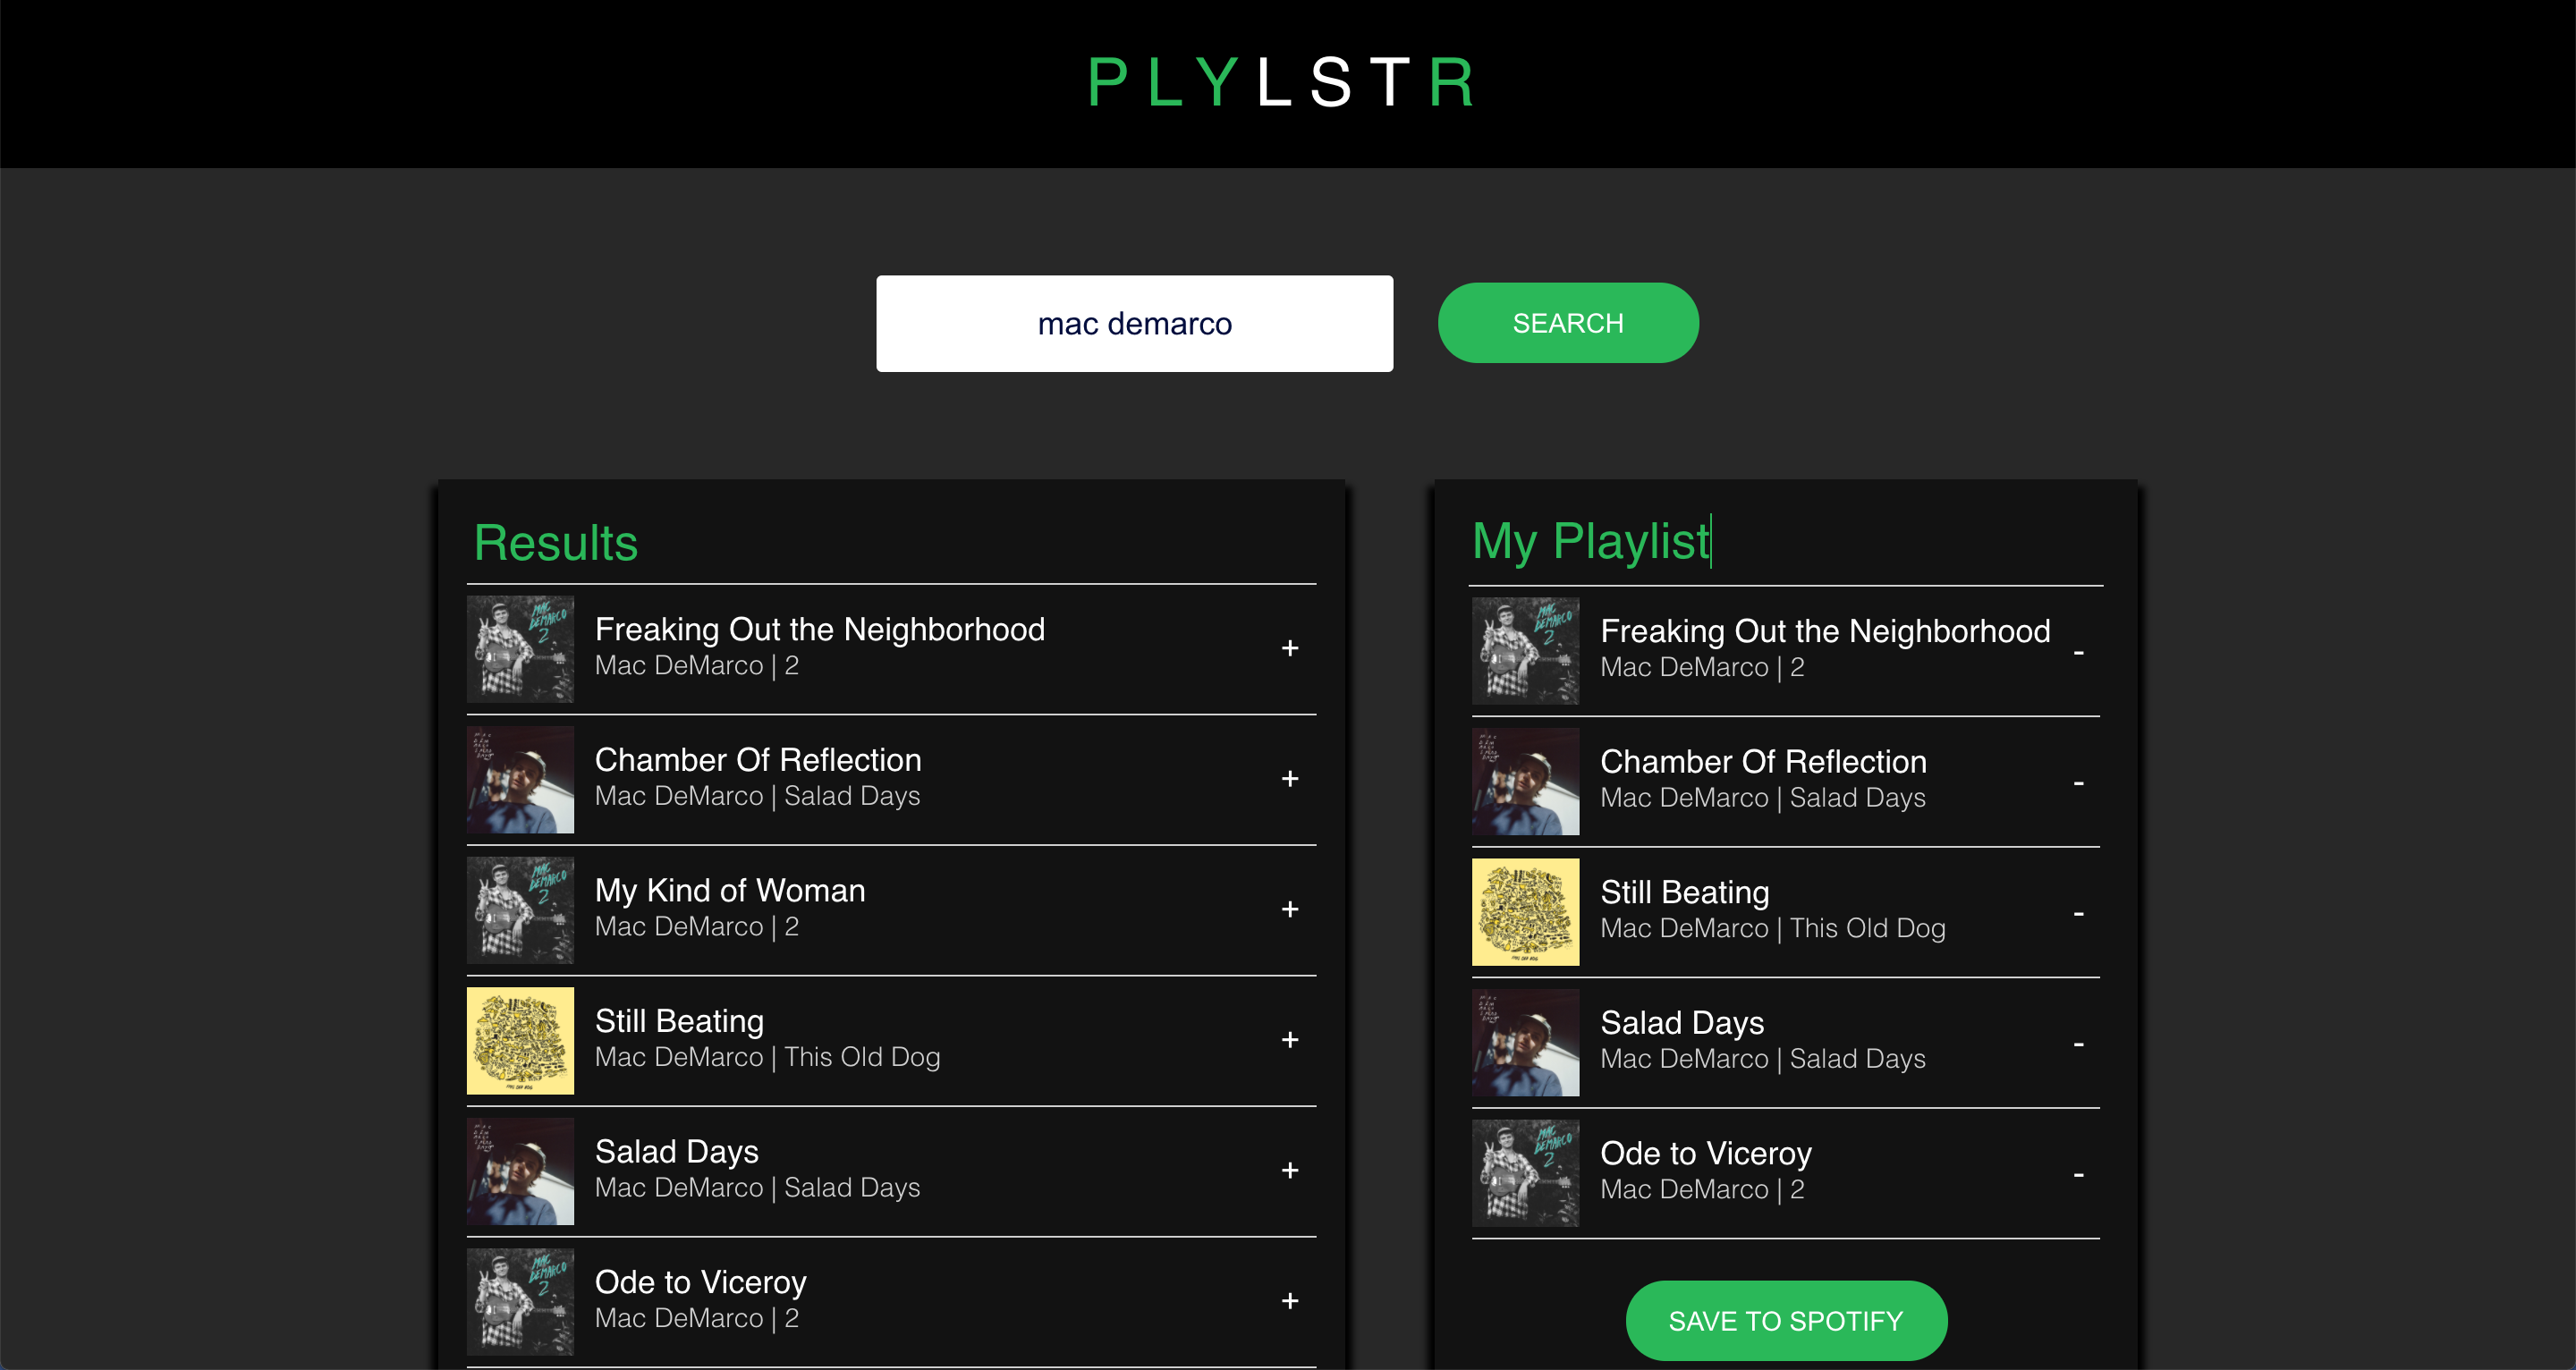 PLYLSTR
mac demarco
SEARCH
Results
Freaking Out the Neighborhood
Mac DeMarco | 2
+
Chamber Of Reflection
Mac DeMarco | Salad Days
+
My Kind of Woman
Mac DeMarco | 2
+
Still Beating
Mac DeMarco | This Old Dog
+
Salad Days
Mac DeMarco | Salad Days
+
Ode to Viceroy
Mac DeMarco | 2
+
My Playlist
Freaking Out the Neighborhood
Mac DeMarco | 2
-
Chamber Of Reflection
Mac DeMarco | Salad Days
-
Still Beating
Mac DeMarco | This Old Dog
-
Salad Days
Mac DeMarco | Salad Days
-
Ode to Viceroy
Mac DeMarco | 2
-
SAVE TO SPOTIFY